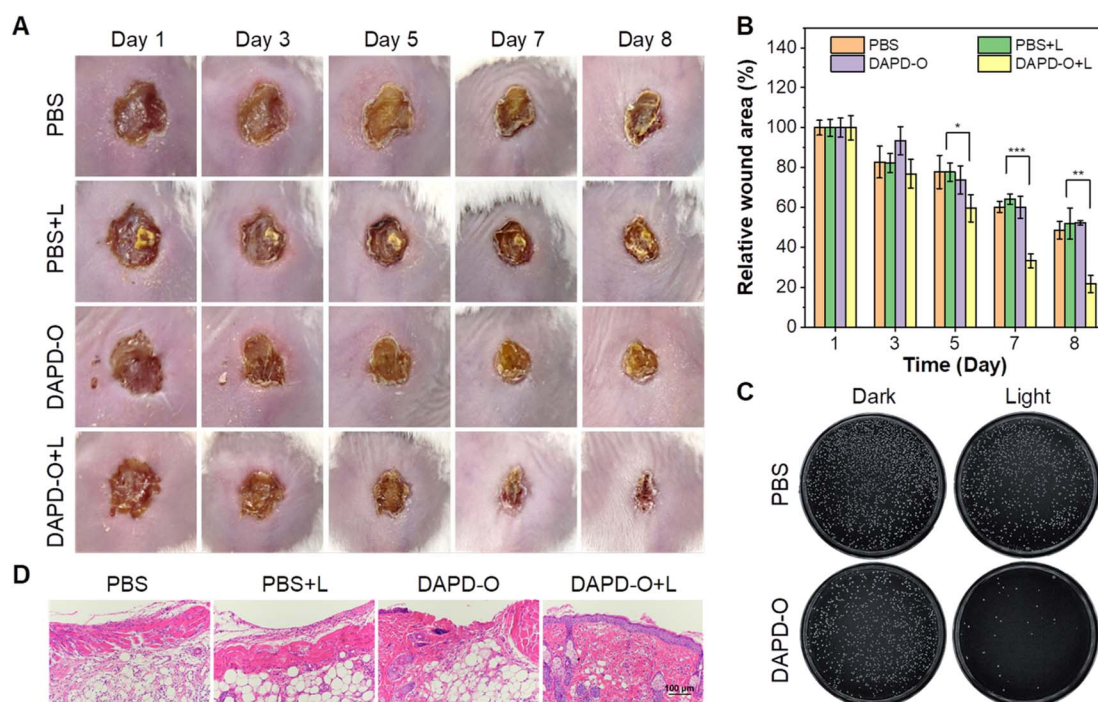 A
Day 1 Day 3 Day 5 Day 7 Day 8
PBS
PBS+L
DAPD-O
DAPD-O+L
B
PBS PBS+L
DAPD-O DAPD-O+L
Relative wound area (%)
140
120
100
80
60
40
20
0
* *** **
1 3 5 7 8
Time (Day)
C
Dark Light
PBS
DAPD-O
D
PBS PBS+L DAPD-O DAPD-O+L
100 μm